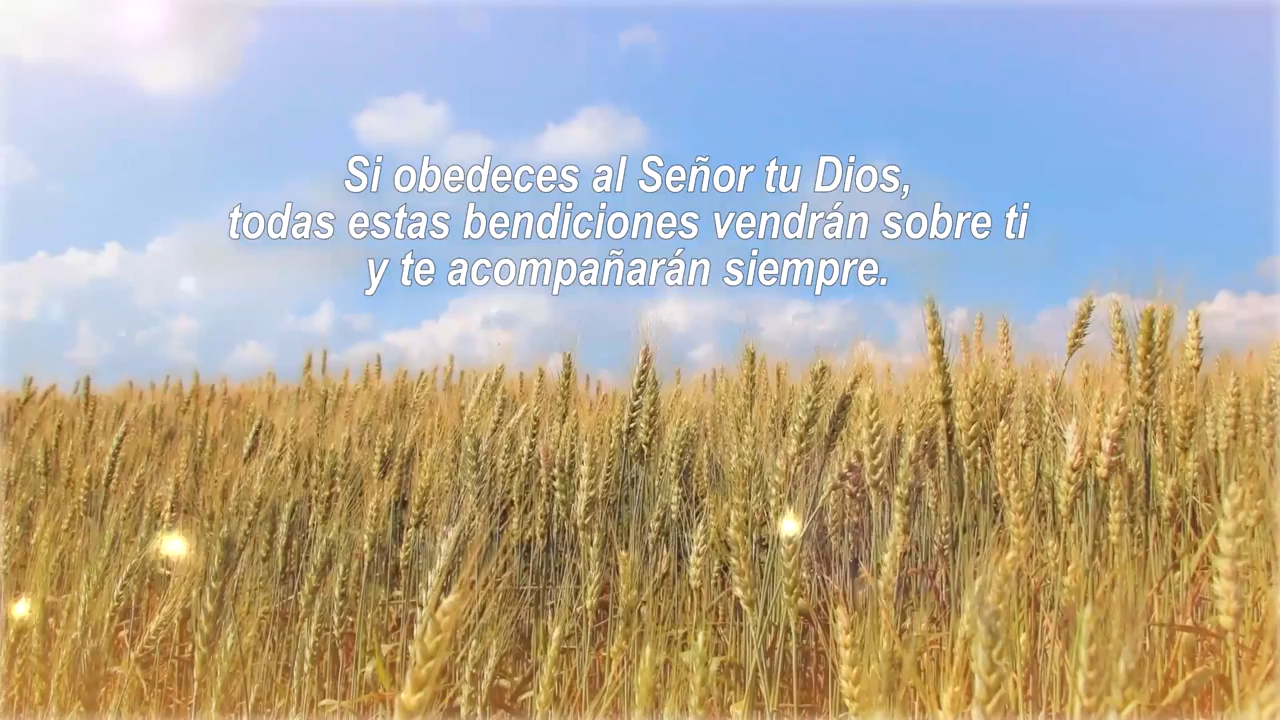 Si obedeces al Señor tu Dios,
todas estas bendiciones vendrán sobre ti
y te acompañarán siempre.